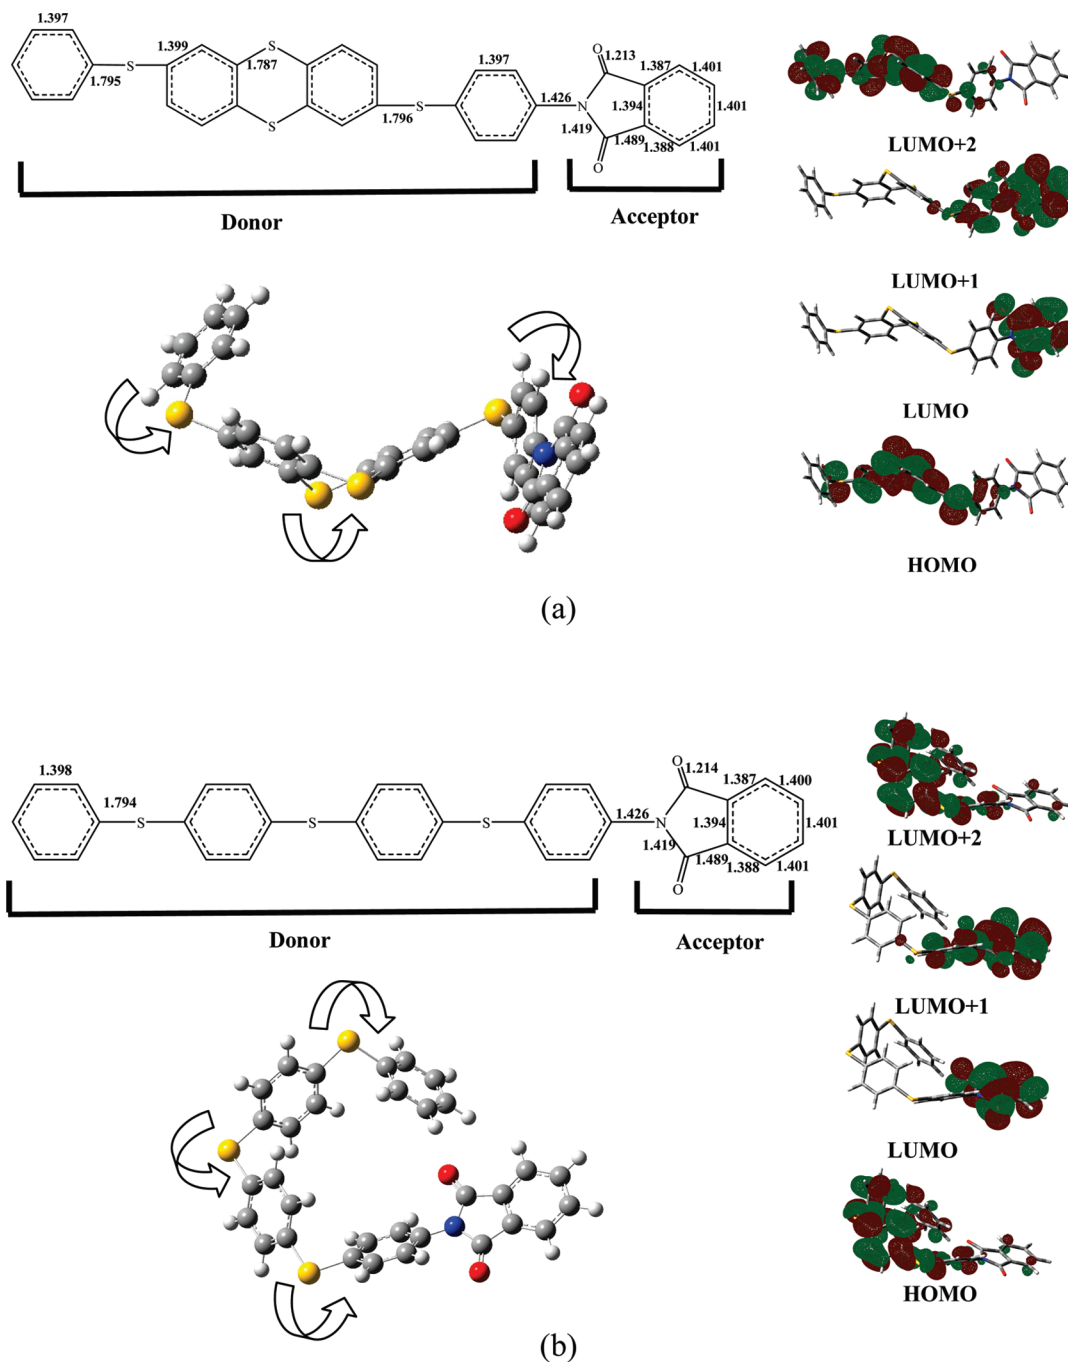 1.397
1.399
S
1.787
S
1.795
S
1.796
S
1.397
1.426
O
1.213
1.387
1.401
N
1.394
1.401
1.419
1.489
1.388
1.401
O
Donor
Acceptor
LUMO+2
LUMO+1
LUMO
HOMO
(a)
1.398
1.794
S
S
S
1.426
O
1.214
1.387
1.400
N
1.394
1.401
1.419
1.489
1.388
1.401
O
Donor
Acceptor
LUMO+2
LUMO+1
LUMO
HOMO
(b)